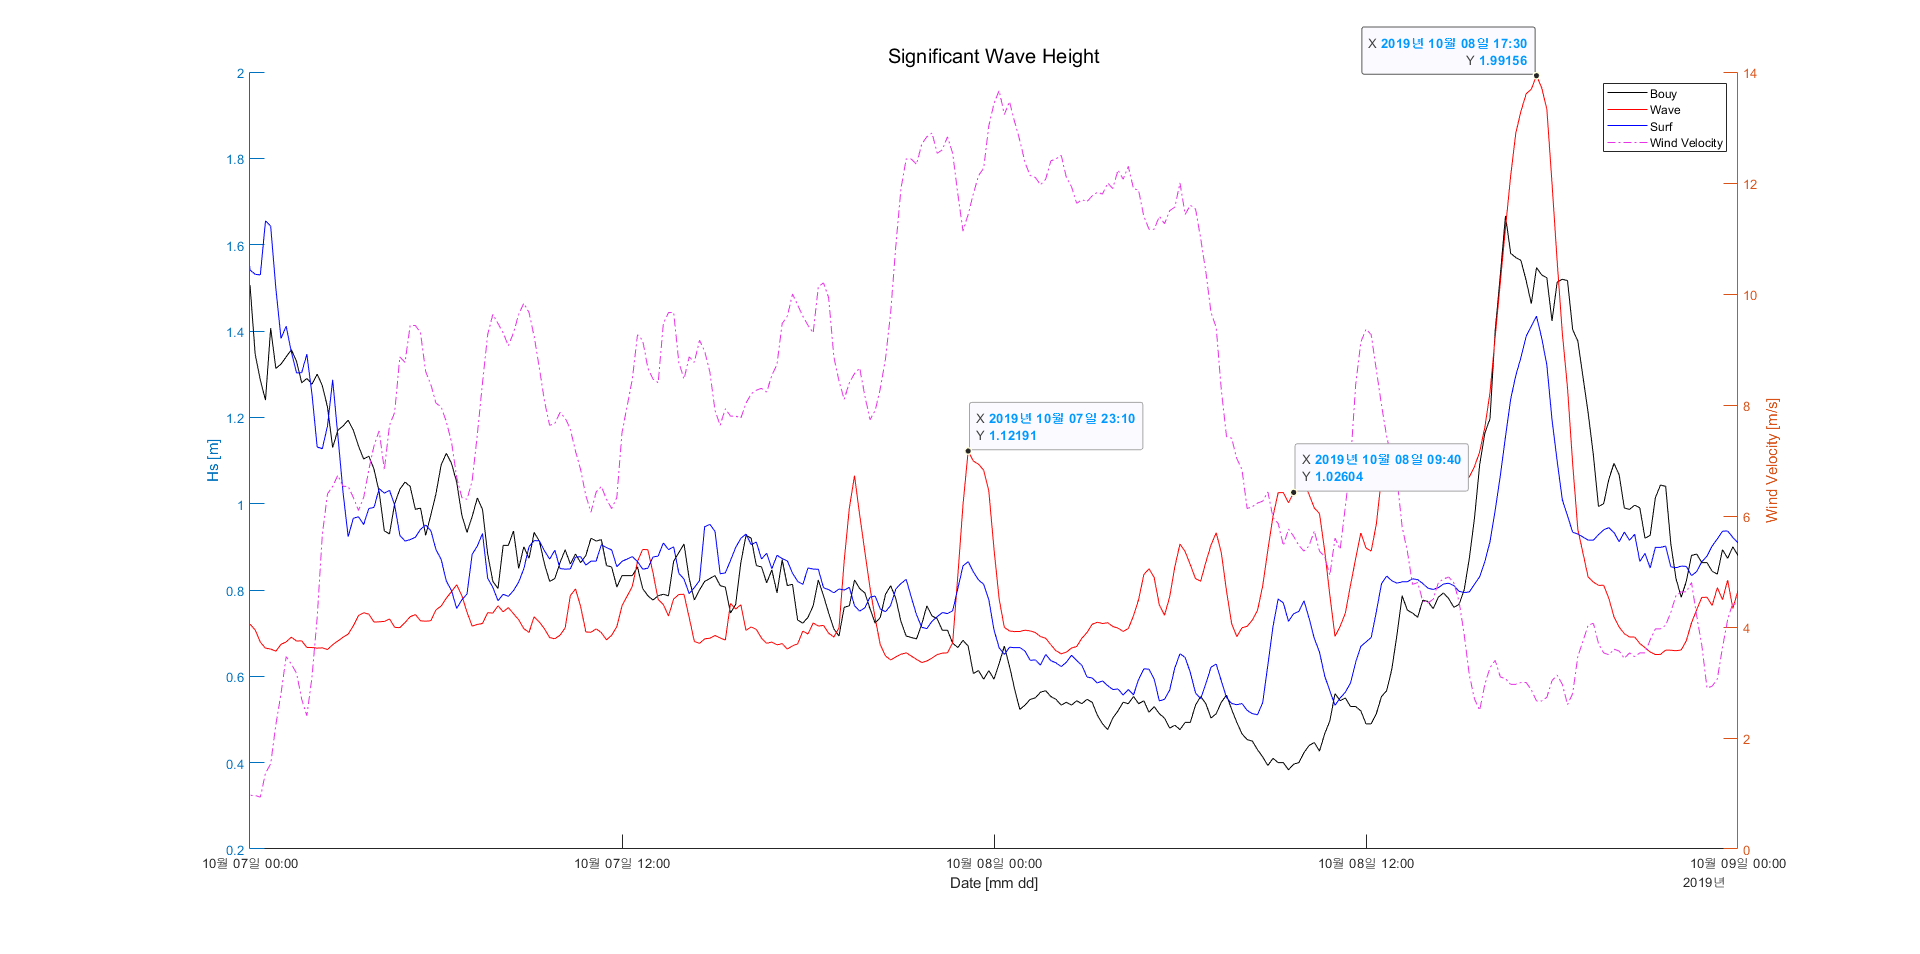 X 2019년 10월 08일 17:30
Y 1.99156
Significant Wave Height
2
1.8
1.6
1.4
1.2
1
0.8
0.6
0.4
0.2
Hs [m]
14
12
10
8
6
4
2
0
Wind Velocity [m/s]
Bouy
Wave
Surf
Wind Velocity
X 2019년 10월 07일 23:10
Y 1.12191
X 2019년 10월 08일 09:40
Y 1.02604
10월 07일 00:00
10월 07일 12:00
10월 08일 00:00
10월 08일 12:00
10월 09일 00:00
Date [mm dd]
2019년